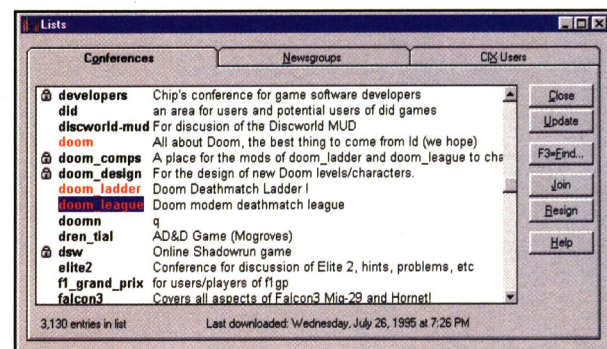 Lists
Conferences Newsgroups CIX Users
developers Chip's conference for game software developers
did an area for users and potential users of did games
discworld-mud For discusion of the Discworld MUD
doom All about Doom, the best thing to come from Id (we hope)
doom_comps A place for the mods of doom_ladder and doom_league to cha
doom_design For the design of new Doom levels/characters.
doom_ladder Doom Deathmatch Ladder !
doom_league Doom modem deathmatch league
doomn q
dren_tial AD&D Game (Mogroves)
dsw Online Shadowrun game
elite2 Conference for discussion of Elite 2, hints, problems, etc
f1_grand_prix for users/players of f1gp
falcon3 Covers all aspects of Falcon3 Mig-29 and Hornet!
Close
Update
F3=Find...
Join
Resign
Help
3,130 entries in list Last downloaded: Wednesday, July 26, 1995 at 7:26 PM